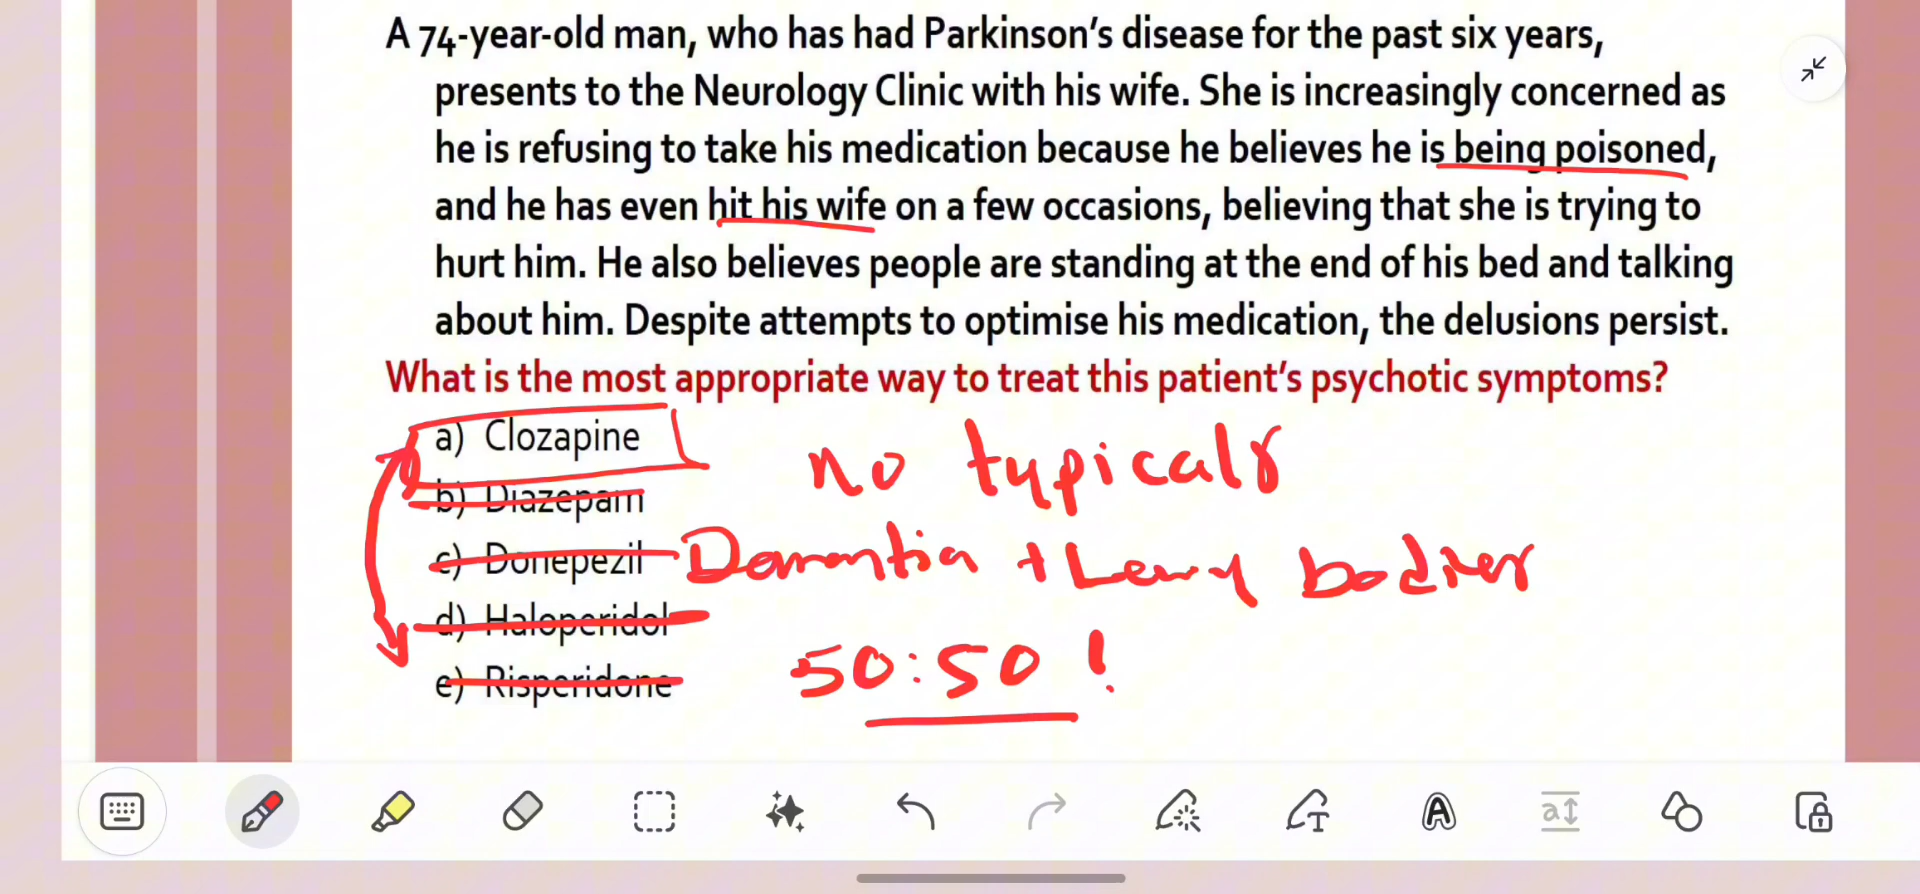 A 74-year-old man, who has had Parkinson's disease for the past six years,
presents to the Neurology Clinic with his wife. She is increasingly concerned as
he is refusing to take his medication because he believes he is being poisoned,
and he has even hit his wife on a few occasions, believing that she is trying to
hurt him. He also believes people are standing at the end of his bed and talking
about him. Despite attempts to optimise his medication, the delusions persist.
What is the most appropriate way to treat this patient's psychotic symptoms?
a) Clozapine
no typicals
b) Diazepam
c) Donepezil
+ Lewy bodies
d) Haloperidol
50:50!
e) Risperidone